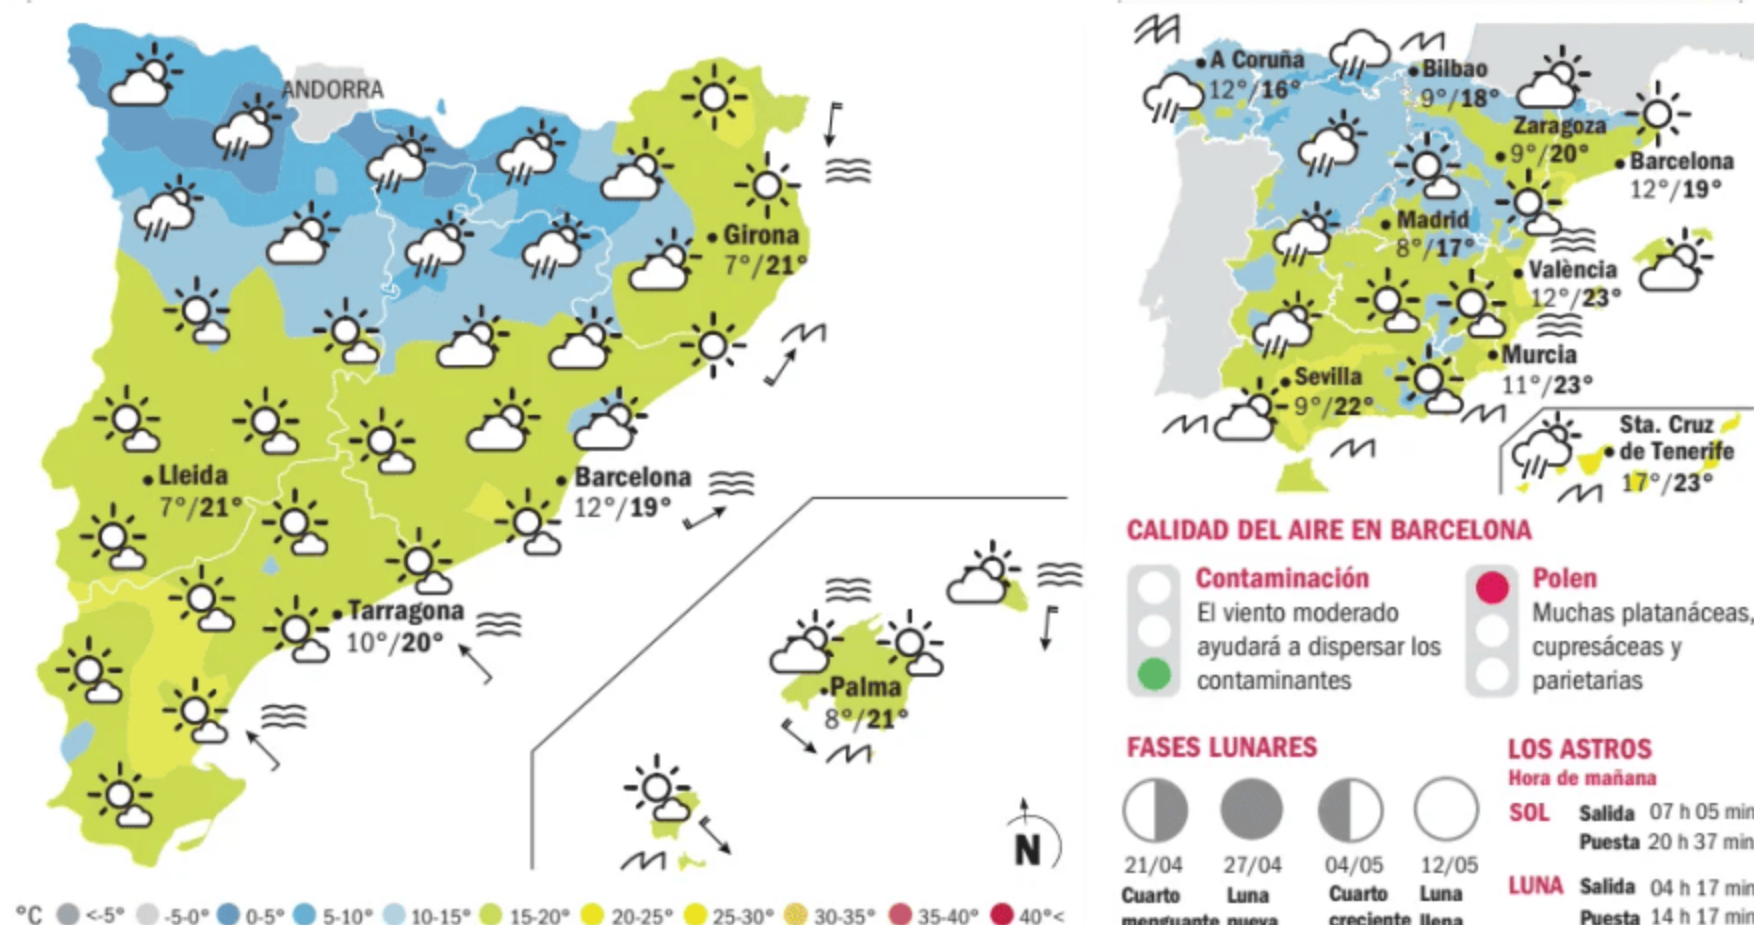 ANDORRA
Girona
7°/21°
Lleida
7°/21°
Barcelona
12°/19°
Tarragona
10°/20°
Palma
8°/21°
N
°C <-5° -5-0° 0-5° 5-10° 10-15° 15-20° 20-25° 25-30° 30-35° 35-40° 40°<
A Coruña
12°/16°
Bilbao
9°/18°
Zaragoza
9°/20°
Barcelona
12°/19°
Madrid
8°/17°
València
12°/23°
Murcia
11°/23°
Sevilla
9°/22°
Sta. Cruz
de Tenerife
17°/23°
CALIDAD DEL AIRE EN BARCELONA
Contaminación
El viento moderado
ayudará a dispersar los
contaminantes
Polen
Muchas platanáceas,
cupresáceas y
parietarias
FASES LUNARES
21/04
Cuarto
menguante
27/04
Luna
nueva
04/05
Cuarto
creciente
12/05
Luna
llena
LOS ASTROS
Hora de mañana
SOL Salida 07 h 05 min
Puesta 20 h 37 min
LUNA Salida 04 h 17 min
Puesta 14 h 17 min